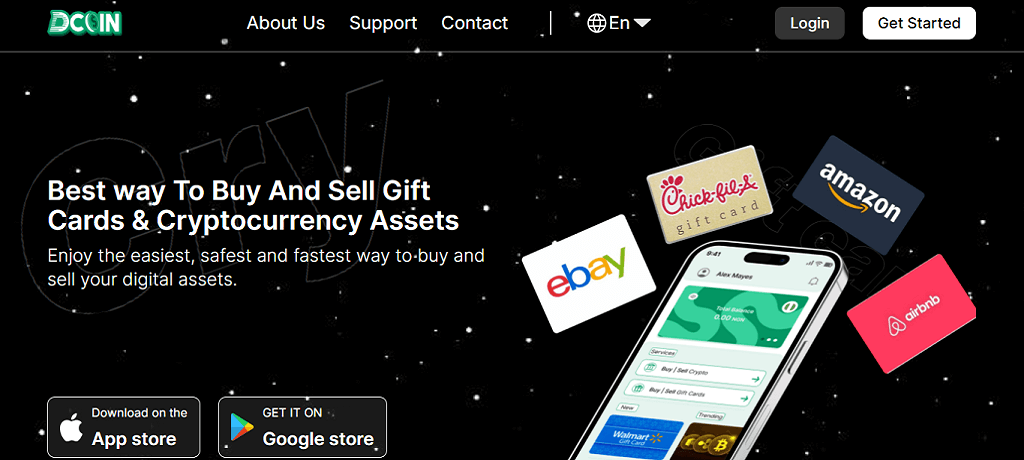 DCOIN
About Us
Support
Contact
En
Login
Get Started
Cry
Best way To Buy And Sell Gift
Cards & Cryptocurrency Assets
Enjoy the easiest, safest and fastest way to buy and
sell your digital assets.
Download on the
App store
GET IT ON
Google store
ebay
Chick-fil-A
gift card
amazon
airbnb
9:41
Alex Mayes
Total Balance
0.00 NGN
Services
Buy | Sell Crypto
Buy | Sell Gift Cards
New
Trending
Walmart
Gift Card